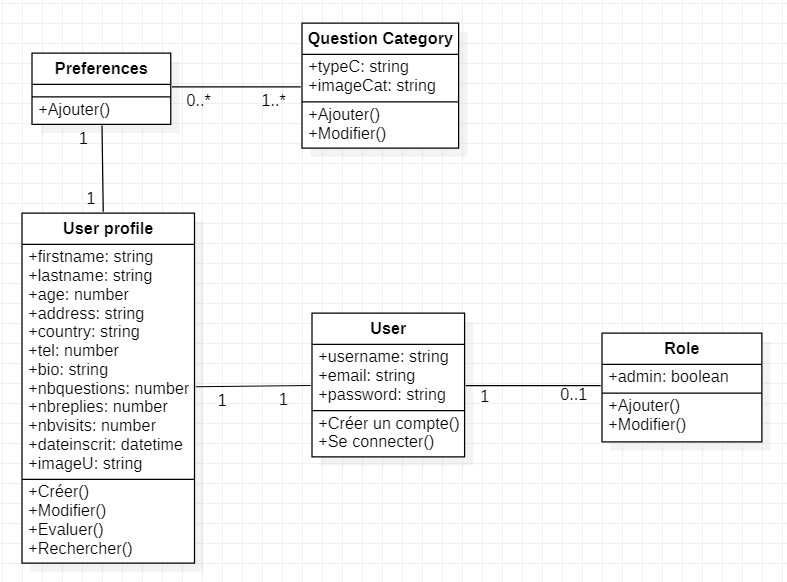 Question Category
+typeC: string
+imageCat: string
+Ajouter()
+Modifier()
Preferences
+Ajouter()
0..*
1..*
1
1
User profile
+firstname: string
+lastname: string
+age: number
+address: string
+country: string
+tel: number
+bio: string
+nbquestions: number
+nbreplies: number
+nbvisits: number
+dateinscrit: datetime
+imageU: string
+Créer()
+Modifier()
+Evaluer()
+Rechercher()
1
1
User
+username: string
+email: string
+password: string
+Créer un compte()
+Se connecter()
1
0..1
Role
+admin: boolean
+Ajouter()
+Modifier()